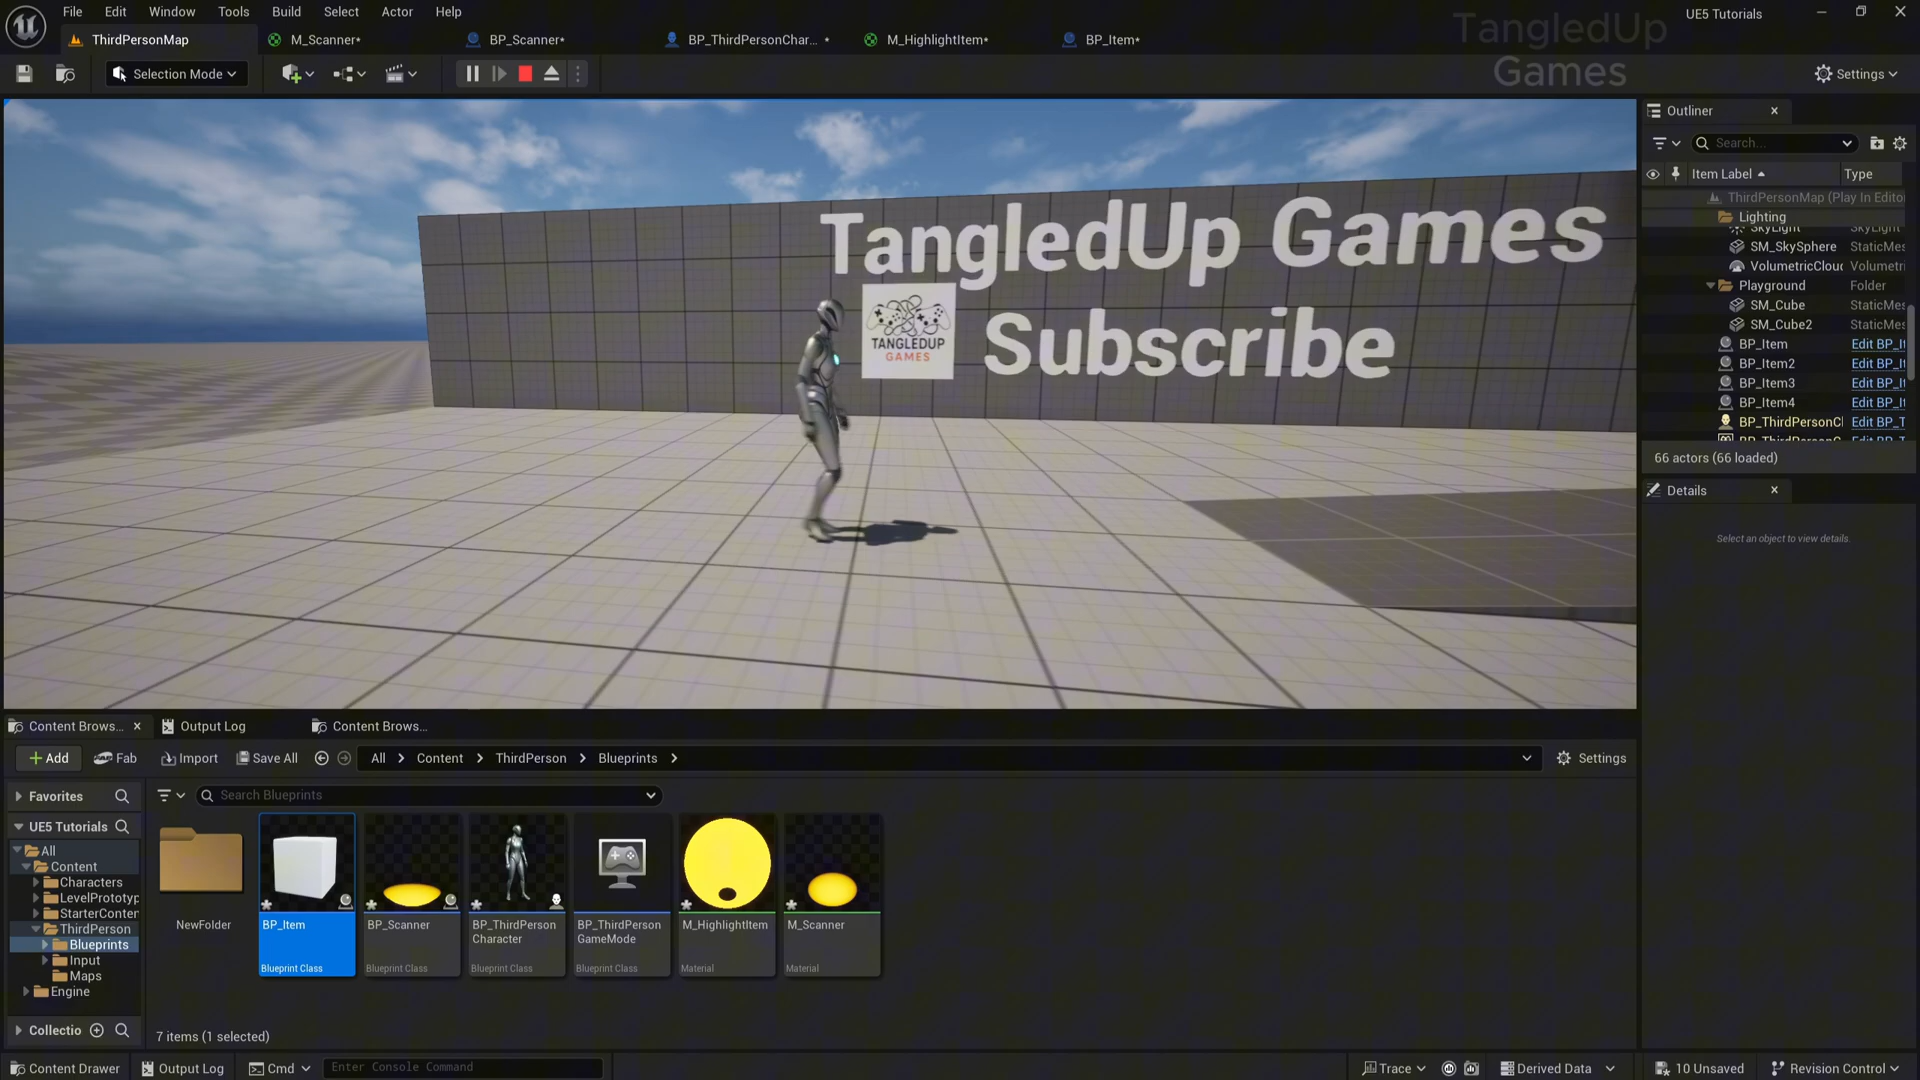 File Edit Window Tools Build Select Actor Help
UE5 Tutorials
TangledUp
Games
ThirdPersonMap M_Scanner* BP_Scanner* BP_ThirdPersonChar... * M_HighlightItem* BP_Item*
Selection Mode
Settings
TangledUp Games
TANGLEDUP
GAMES
Subscribe
Outliner
Search...
Item Label Type
ThirdPersonMap (Play In Edito
Lighting
SkyLight SkyLight
SM_SkySphere StaticMes
VolumetricClouc Volumetri
Playground Folder
SM_Cube StaticMes
SM_Cube2 StaticMes
BP_Item Edit BP_It
BP_Item2 Edit BP_It
BP_Item3 Edit BP_It
BP_Item4 Edit BP_It
BP_ThirdPersonCl Edit BP_T
66 actors (66 loaded)
Details
Select an object to view details.
Content Brows... Output Log Content Brows...
Add Fab Import Save All All Content ThirdPerson Blueprints Settings
Favorites
Search Blueprints
UE5 Tutorials
All
Content
Characters
LevelPrototyp
StarterConter
ThirdPerson
Blueprints
Input
Maps
Engine
Collectio
NewFolder
BP_Item
Blueprint Class
BP_Scanner
Blueprint Class
BP_ThirdPerson
Character
Blueprint Class
BP_ThirdPerson
GameMode
Blueprint Class
M_HighlightItem
Material
M_Scanner
Material
7 items (1 selected)
Content Drawer Output Log Cmd Enter Console Command Trace Derived Data 10 Unsaved Revision Control